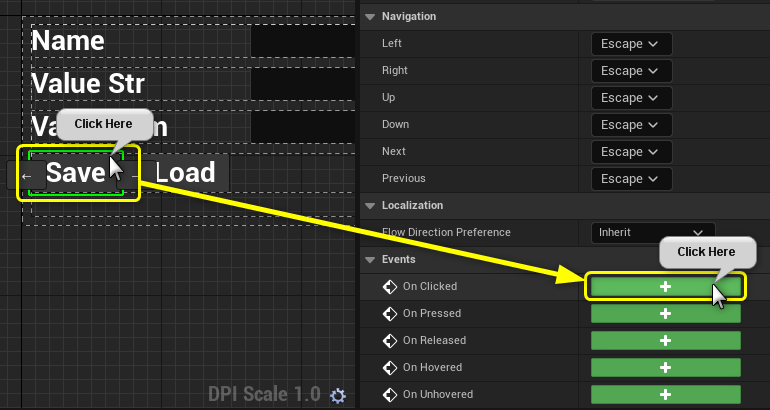 Name
Value Str
Click Here
Save
Load
DPI Scale 1.0
Navigation
Left Escape
Right Escape
Up Escape
Down Escape
Next Escape
Previous Escape
Localization
Flow Direction Preference Inherit
Click Here
Events
On Clicked
On Pressed
On Released
On Hovered
On Unhovered